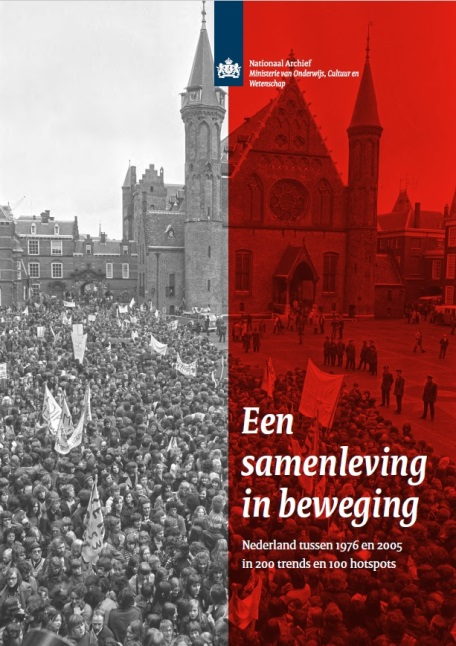 Nationaal Archief
Ministerie van Onderwijs, Cultuur en
Wetenschap
Een
samenleving
in beweging
Nederland tussen 1976 en 2005
in 200 trends en 100 hotspots